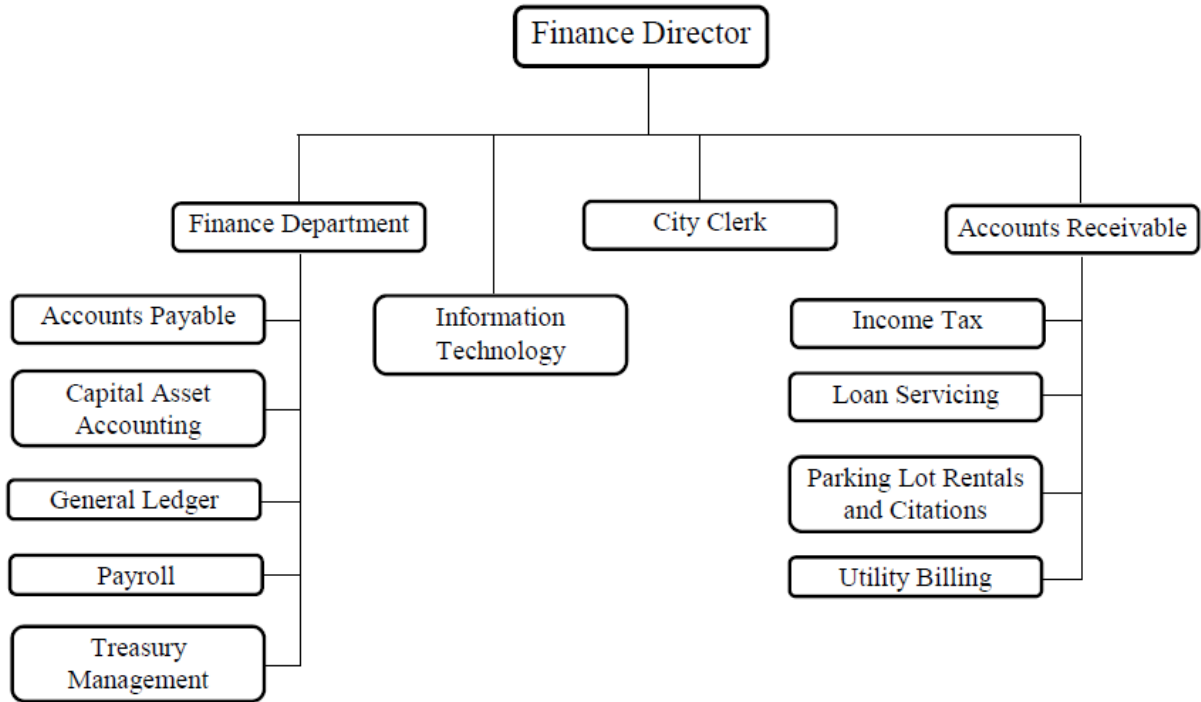 Finance Director
Finance Department
City Clerk
Accounts Receivable
Accounts Payable
Information
Technology
Income Tax
Capital Asset
Accounting
Loan Servicing
General Ledger
Parking Lot Rentals
and Citations
Payroll
Utility Billing
Treasury
Management